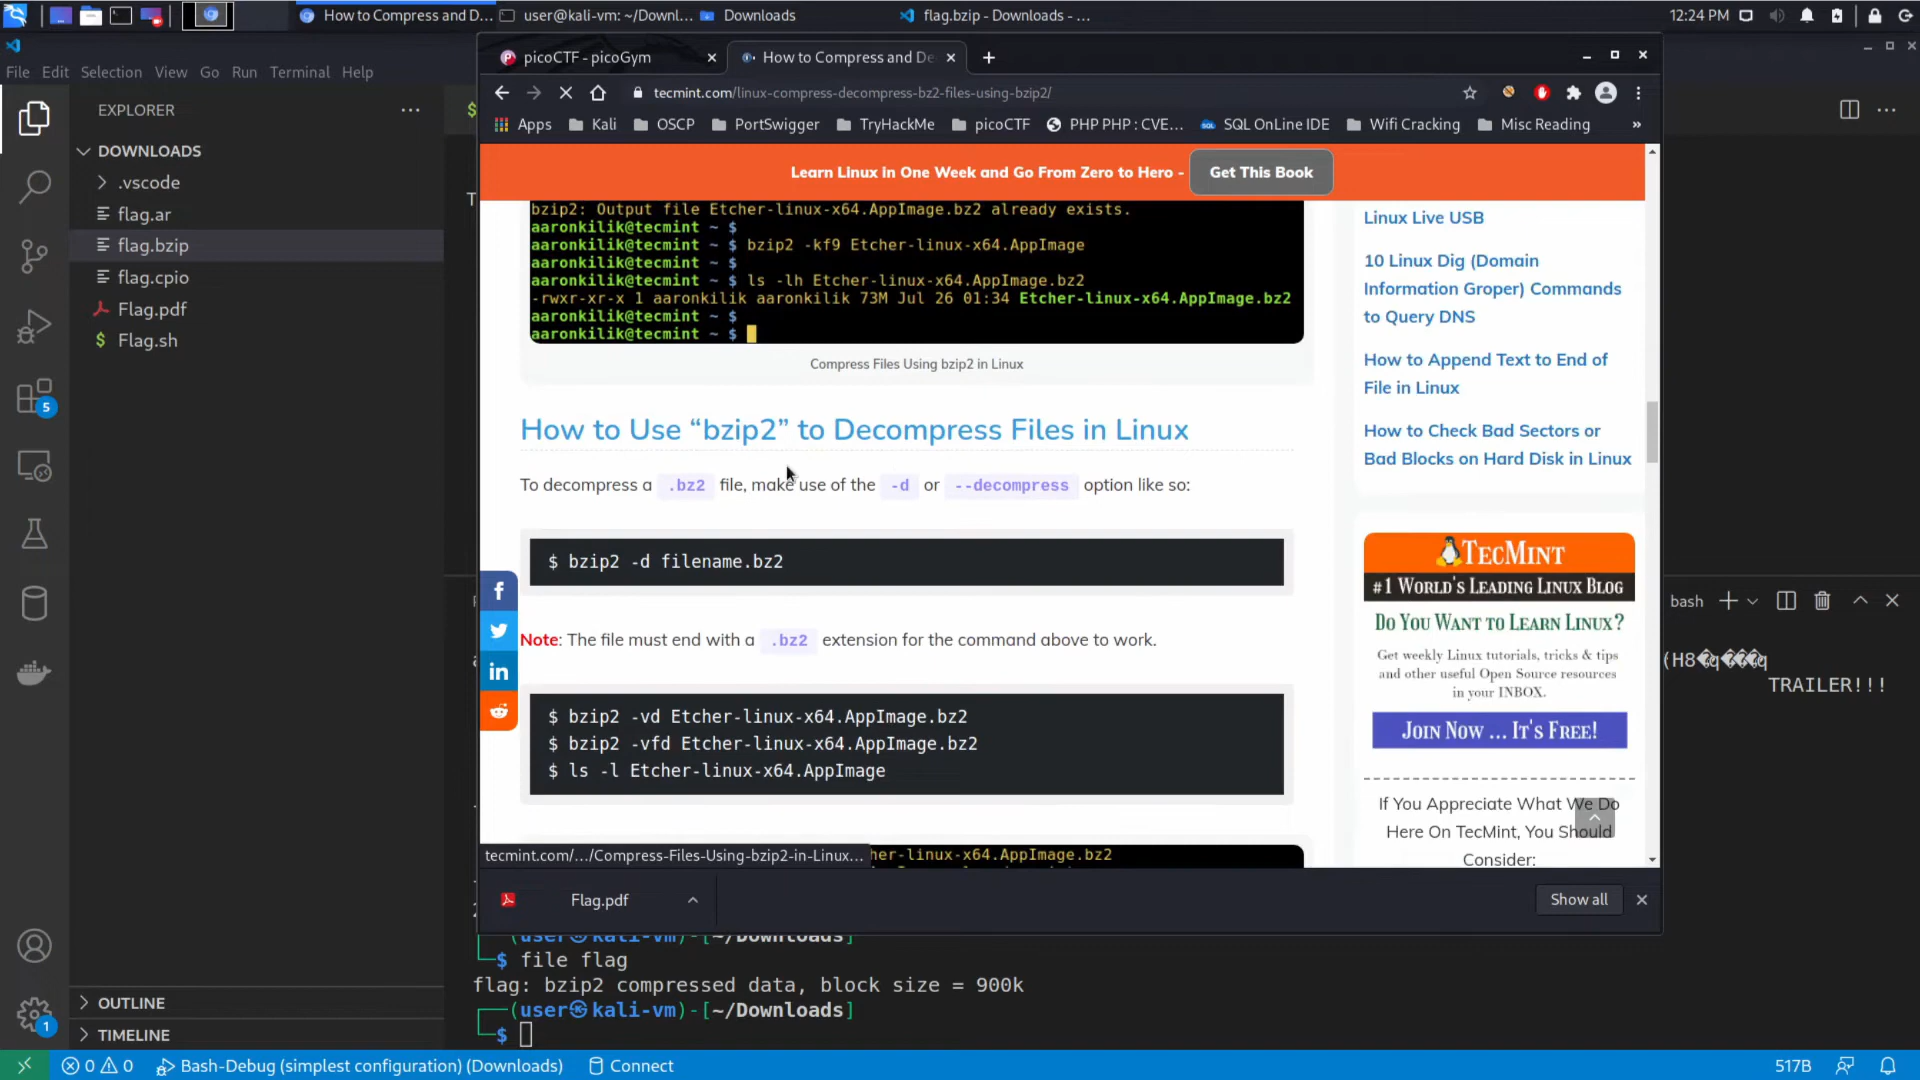 How to Compress and D...
user@kali-vm: ~/Downl...
Downloads
flag.bzip - Downloads - ...
12:24 PM
File Edit Selection View Go Run Terminal Help
EXPLORER
DOWNLOADS
.vscode
flag.ar
flag.bzip
flag.cpio
Flag.pdf
Flag.sh
OUTLINE
TIMELINE
picoCTF - picoGym
How to Compress and De
tecmint.com/linux-compress-decompress-bz2-files-using-bzip2/
Apps Kali OSCP PortSwigger TryHackMe picoCTF PHP PHP : CVE... SQL OnLine IDE Wifi Cracking Misc Reading »
Learn Linux In One Week and Go From Zero to Hero - Get This Book
bzip2: Output file Etcher-linux-x64.AppImage.bz2 already exists.
aaronkilik@tecmint ~ $
aaronkilik@tecmint ~ $ bzip2 -kf9 Etcher-linux-x64.AppImage
aaronkilik@tecmint ~ $
aaronkilik@tecmint ~ $ ls -lh Etcher-linux-x64.AppImage.bz2
-rwxr-xr-x 1 aaronkilik aaronkilik 73M Jul 26 01:34 Etcher-linux-x64.AppImage.bz2
aaronkilik@tecmint ~ $
aaronkilik@tecmint ~ $
Compress Files Using bzip2 in Linux
How to Use “bzip2” to Decompress Files in Linux
To decompress a .bz2 file, make use of the -d or --decompress option like so:
$ bzip2 -d filename.bz2
Note: The file must end with a .bz2 extension for the command above to work.
$ bzip2 -vd Etcher-linux-x64.AppImage.bz2
$ bzip2 -vfd Etcher-linux-x64.AppImage.bz2
$ ls -l Etcher-linux-x64.AppImage
her-linux-x64.AppImage.bz2
tecmint.com/.../Compress-Files-Using-bzip2-in-Linux...
Linux Live USB
10 Linux Dig (Domain
Information Groper) Commands
to Query DNS
How to Append Text to End of
File in Linux
How to Check Bad Sectors or
Bad Blocks on Hard Disk in Linux
TECMINT
#1 WORLD'S LEADING LINUX BLOG
DO YOU WANT TO LEARN LINUX?
Get weekly Linux tutorials, tricks & tips
and other useful Open Source resources
in your INBOX.
JOIN NOW ... IT'S FREE!
If You Appreciate What We Do
Here On TecMint, You Should
Consider:
Flag.pdf
Show all
bash
TRAILER!!!
(user㉿kali-vm)-[~/Downloads]
$ file flag
flag: bzip2 compressed data, block size = 900k
(user㉿kali-vm)-[~/Downloads]
$
0 0 Bash-Debug (simplest configuration) (Downloads) Connect
517B
5
1